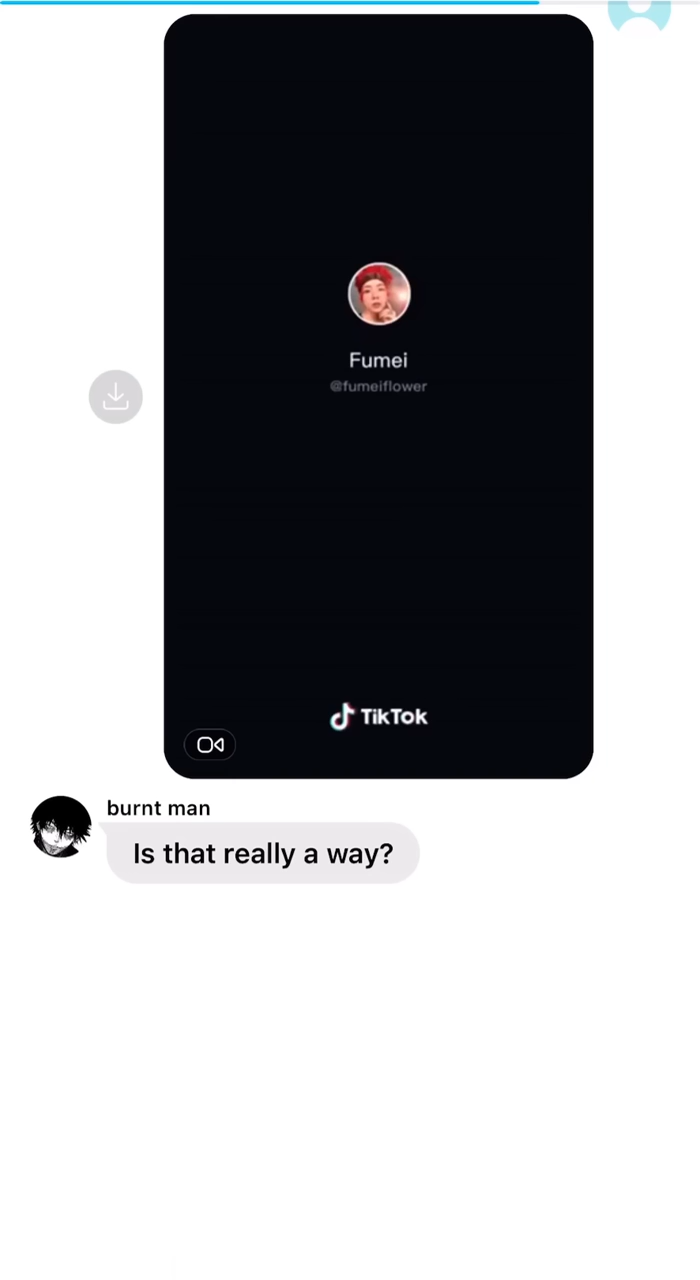 Fumei
@fumeiflower
TikTok
burnt man
Is that really a way?